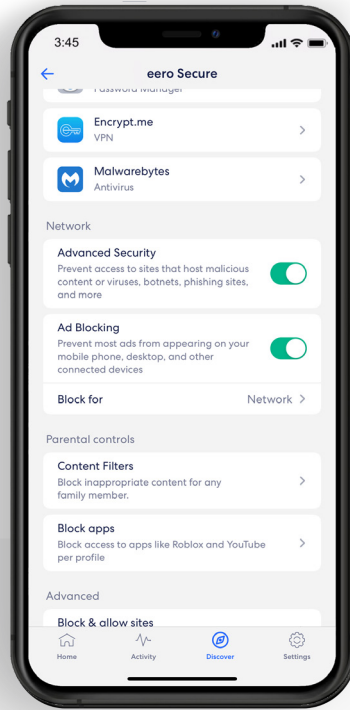 3:45
eero Secure
Password Manager
Encrypt.me
VPN
Malwarebytes
Antivirus
Network
Advanced Security
Prevent access to sites that host malicious
content or viruses, botnets, phishing sites,
and more
Ad Blocking
Prevent most ads from appearing on your
mobile phone, desktop, and other
connected devices
Block for Network
Parental controls
Content Filters
Block inappropriate content for any
family member.
Block apps
Block access to apps like Roblox and YouTube
per profile
Advanced
Block & allow sites
Home Activity Discover Settings